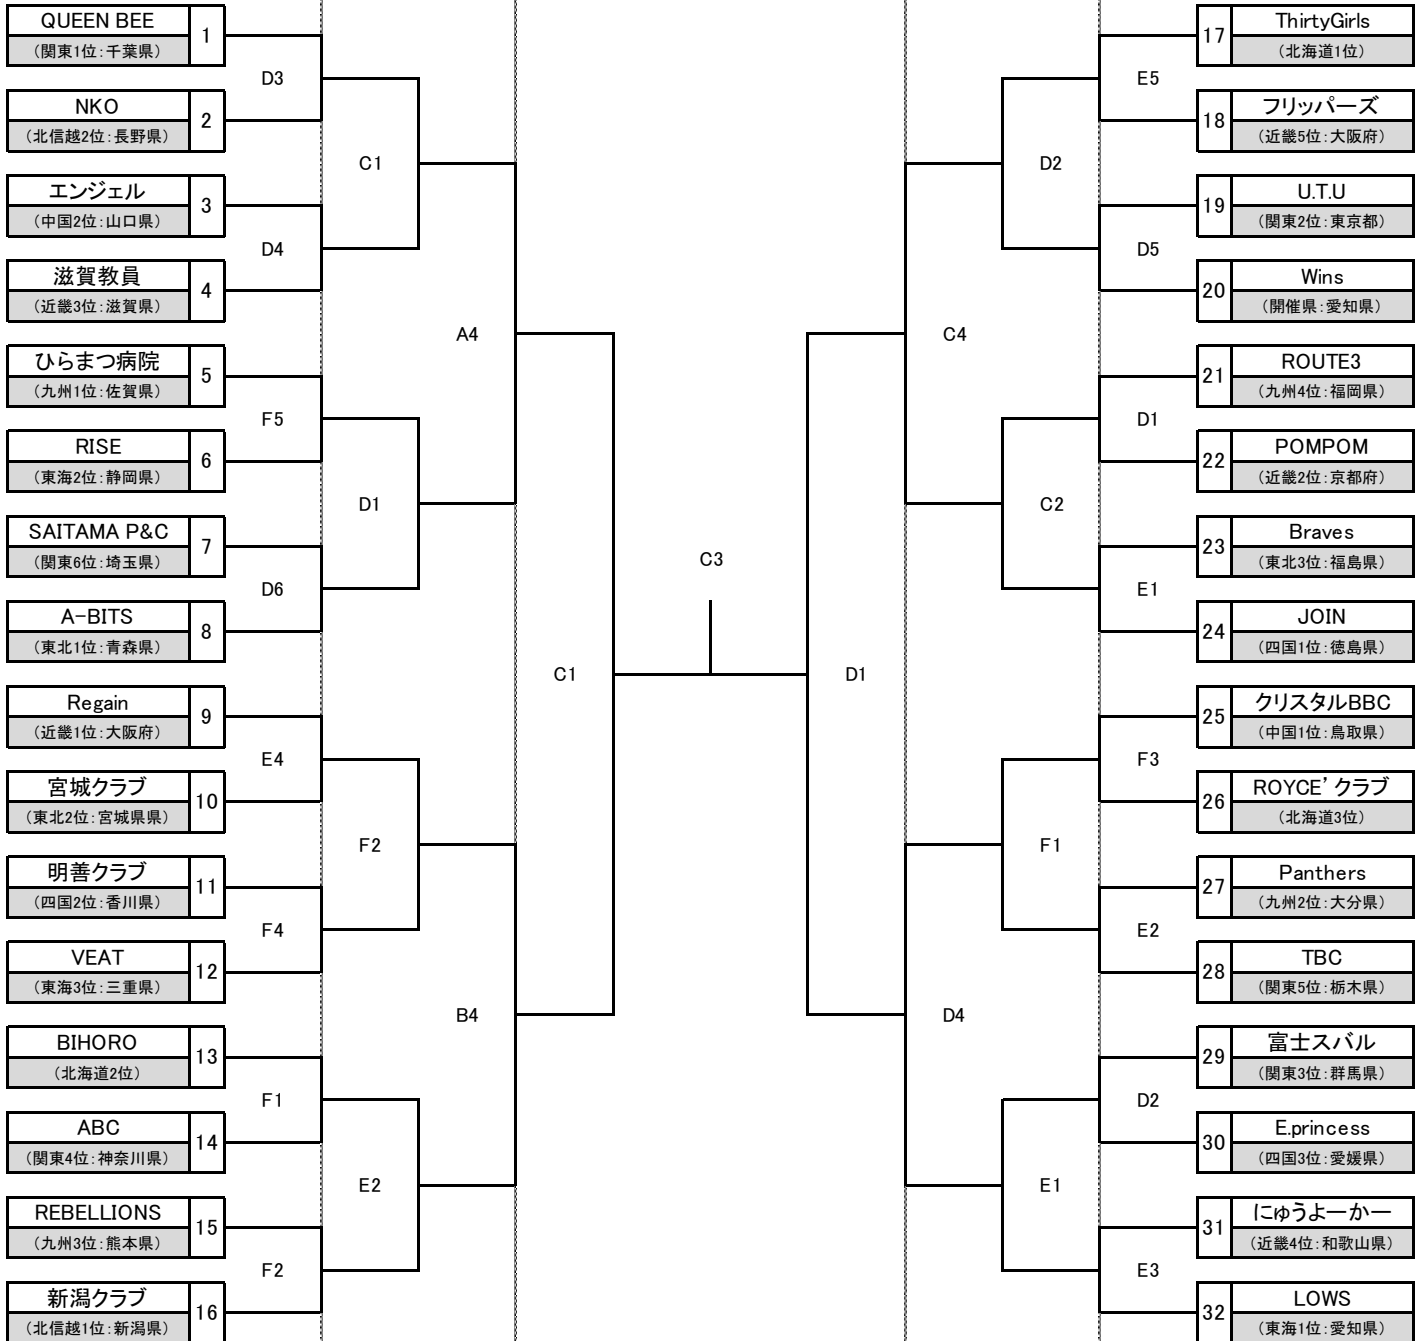 QUEEN BEE
1
（関東1位：千葉県）
D3
NKO
2
（北信越2位：長野県）
C1
エンジェル
3
（中国2位：山口県）
D4
滋賀教員
4
（近畿3位：滋賀県）
A4
ひらまつ病院
5
（九州1位：佐賀県）
F5
RISE
6
（東海2位：静岡県）
D1
SAITAMA P&C
7
（関東6位：埼玉県）
D6
A-BITS
8
（東北1位：青森県）
C1
Regain
9
（近畿1位：大阪府）
E4
宮城クラブ
10
（東北2位：宮城県県）
F2
明善クラブ
11
（四国2位：香川県）
F4
VEAT
12
（東海3位：三重県）
B4
BIHORO
13
（北海道2位）
F1
ABC
14
（関東4位：神奈川県）
E2
REBELLIONS
15
（九州3位：熊本県）
F2
新潟クラブ
16
（北信越1位：新潟県）
C3
ThirtyGirls
17
（北海道1位）
E5
フリッパーズ
18
（近畿5位：大阪府）
D2
U.T.U
19
（関東2位：東京都）
D5
Wins
20
（開催県：愛知県）
C4
ROUTE3
21
（九州4位：福岡県）
D1
POMPOM
22
（近畿2位：京都府）
C2
Braves
23
（東北3位：福島県）
E1
JOIN
24
（四国1位：徳島県）
D1
クリスタルBBC
25
（中国1位：鳥取県）
F3
ROYCE’クラブ
26
（北海道3位）
F1
Panthers
27
（九州2位：大分県）
E2
TBC
28
（関東5位：栃木県）
D4
富士スバル
29
（関東3位：群馬県）
D2
E.princess
30
（四国3位：愛媛県）
E1
にゅうよーかー
31
（近畿4位：和歌山県）
E3
LOWS
32
（東海1位：愛知県）